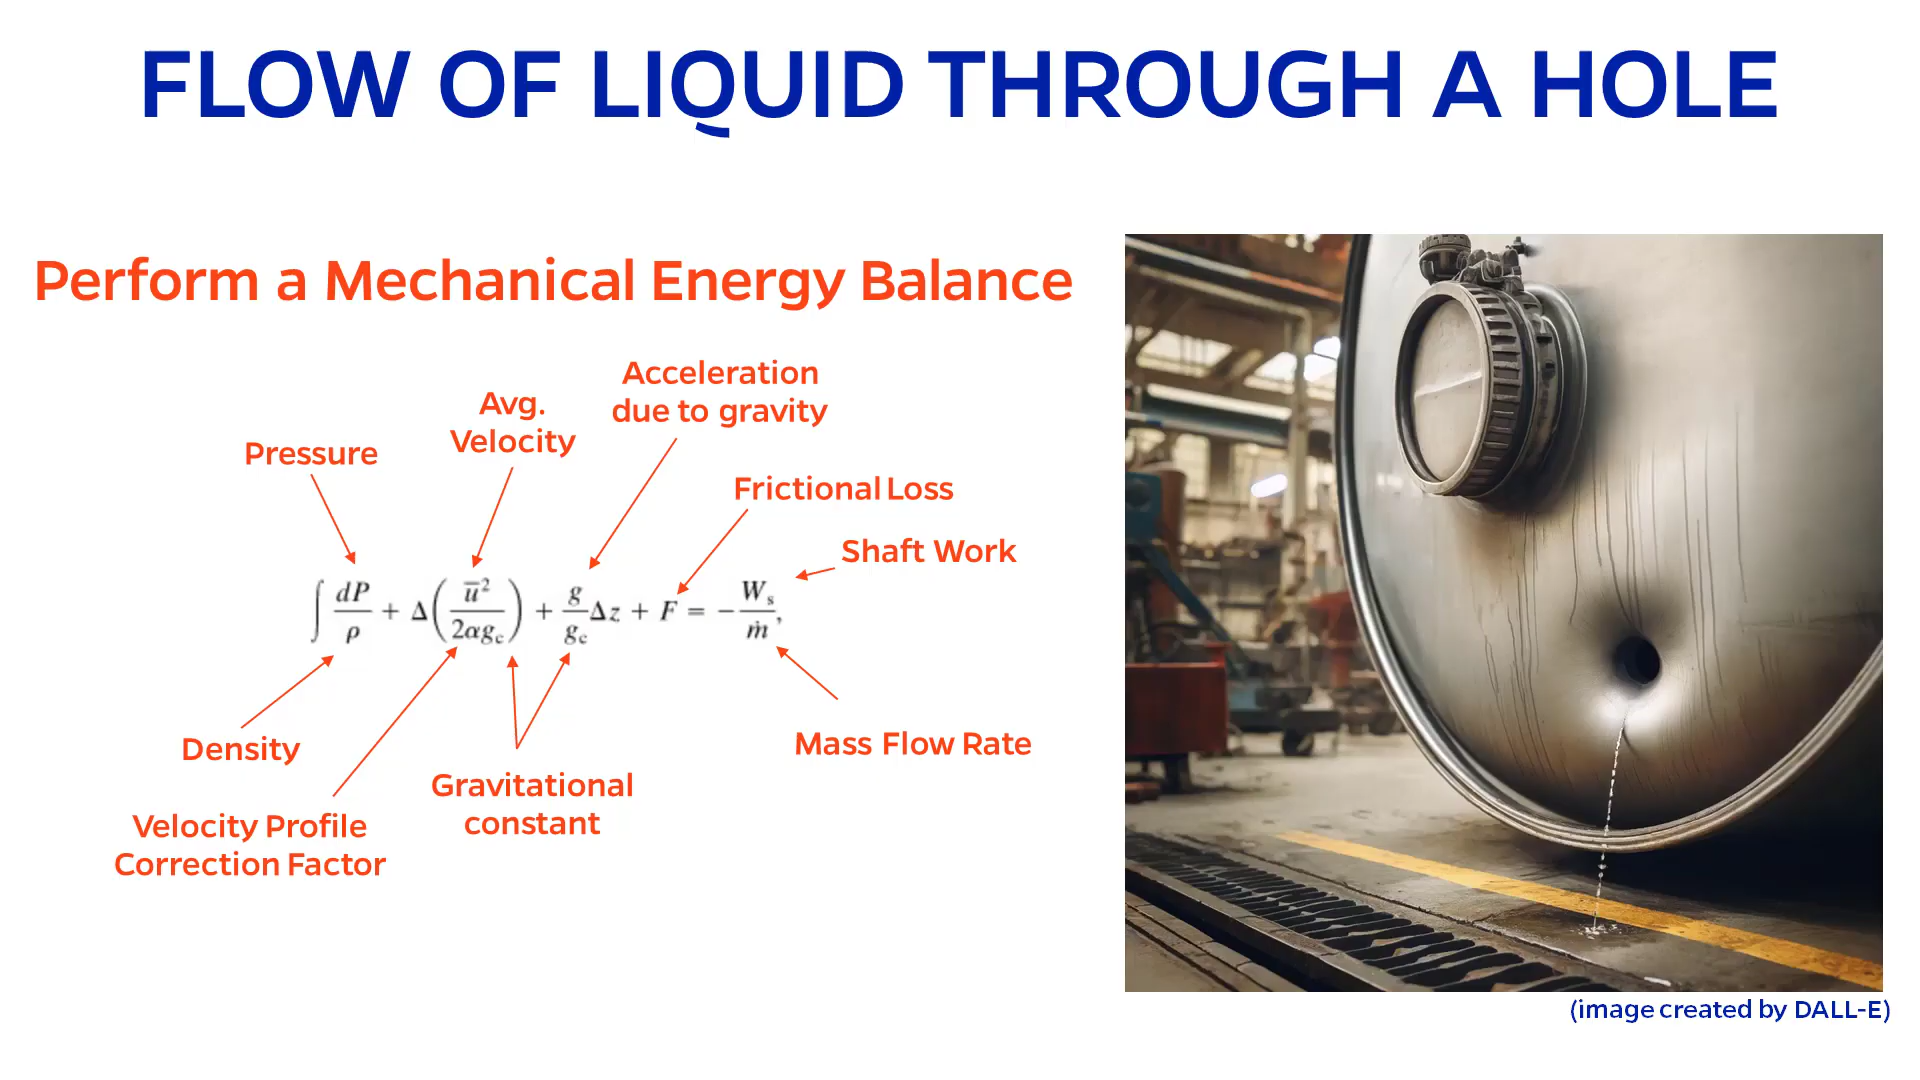 FLOW OF LIQUID THROUGH A HOLE
Perform a Mechanical Energy Balance
Acceleration
due to gravity
Avg.
Velocity
Pressure
Frictional Loss
Shaft Work
∫ dP/ρ + Δ(u̅²/2αg_c) + g/g_c Δz + F = − W_s/ṁ,
Density
Mass Flow Rate
Gravitational
constant
Velocity Profile
Correction Factor
(image created by DALL-E)